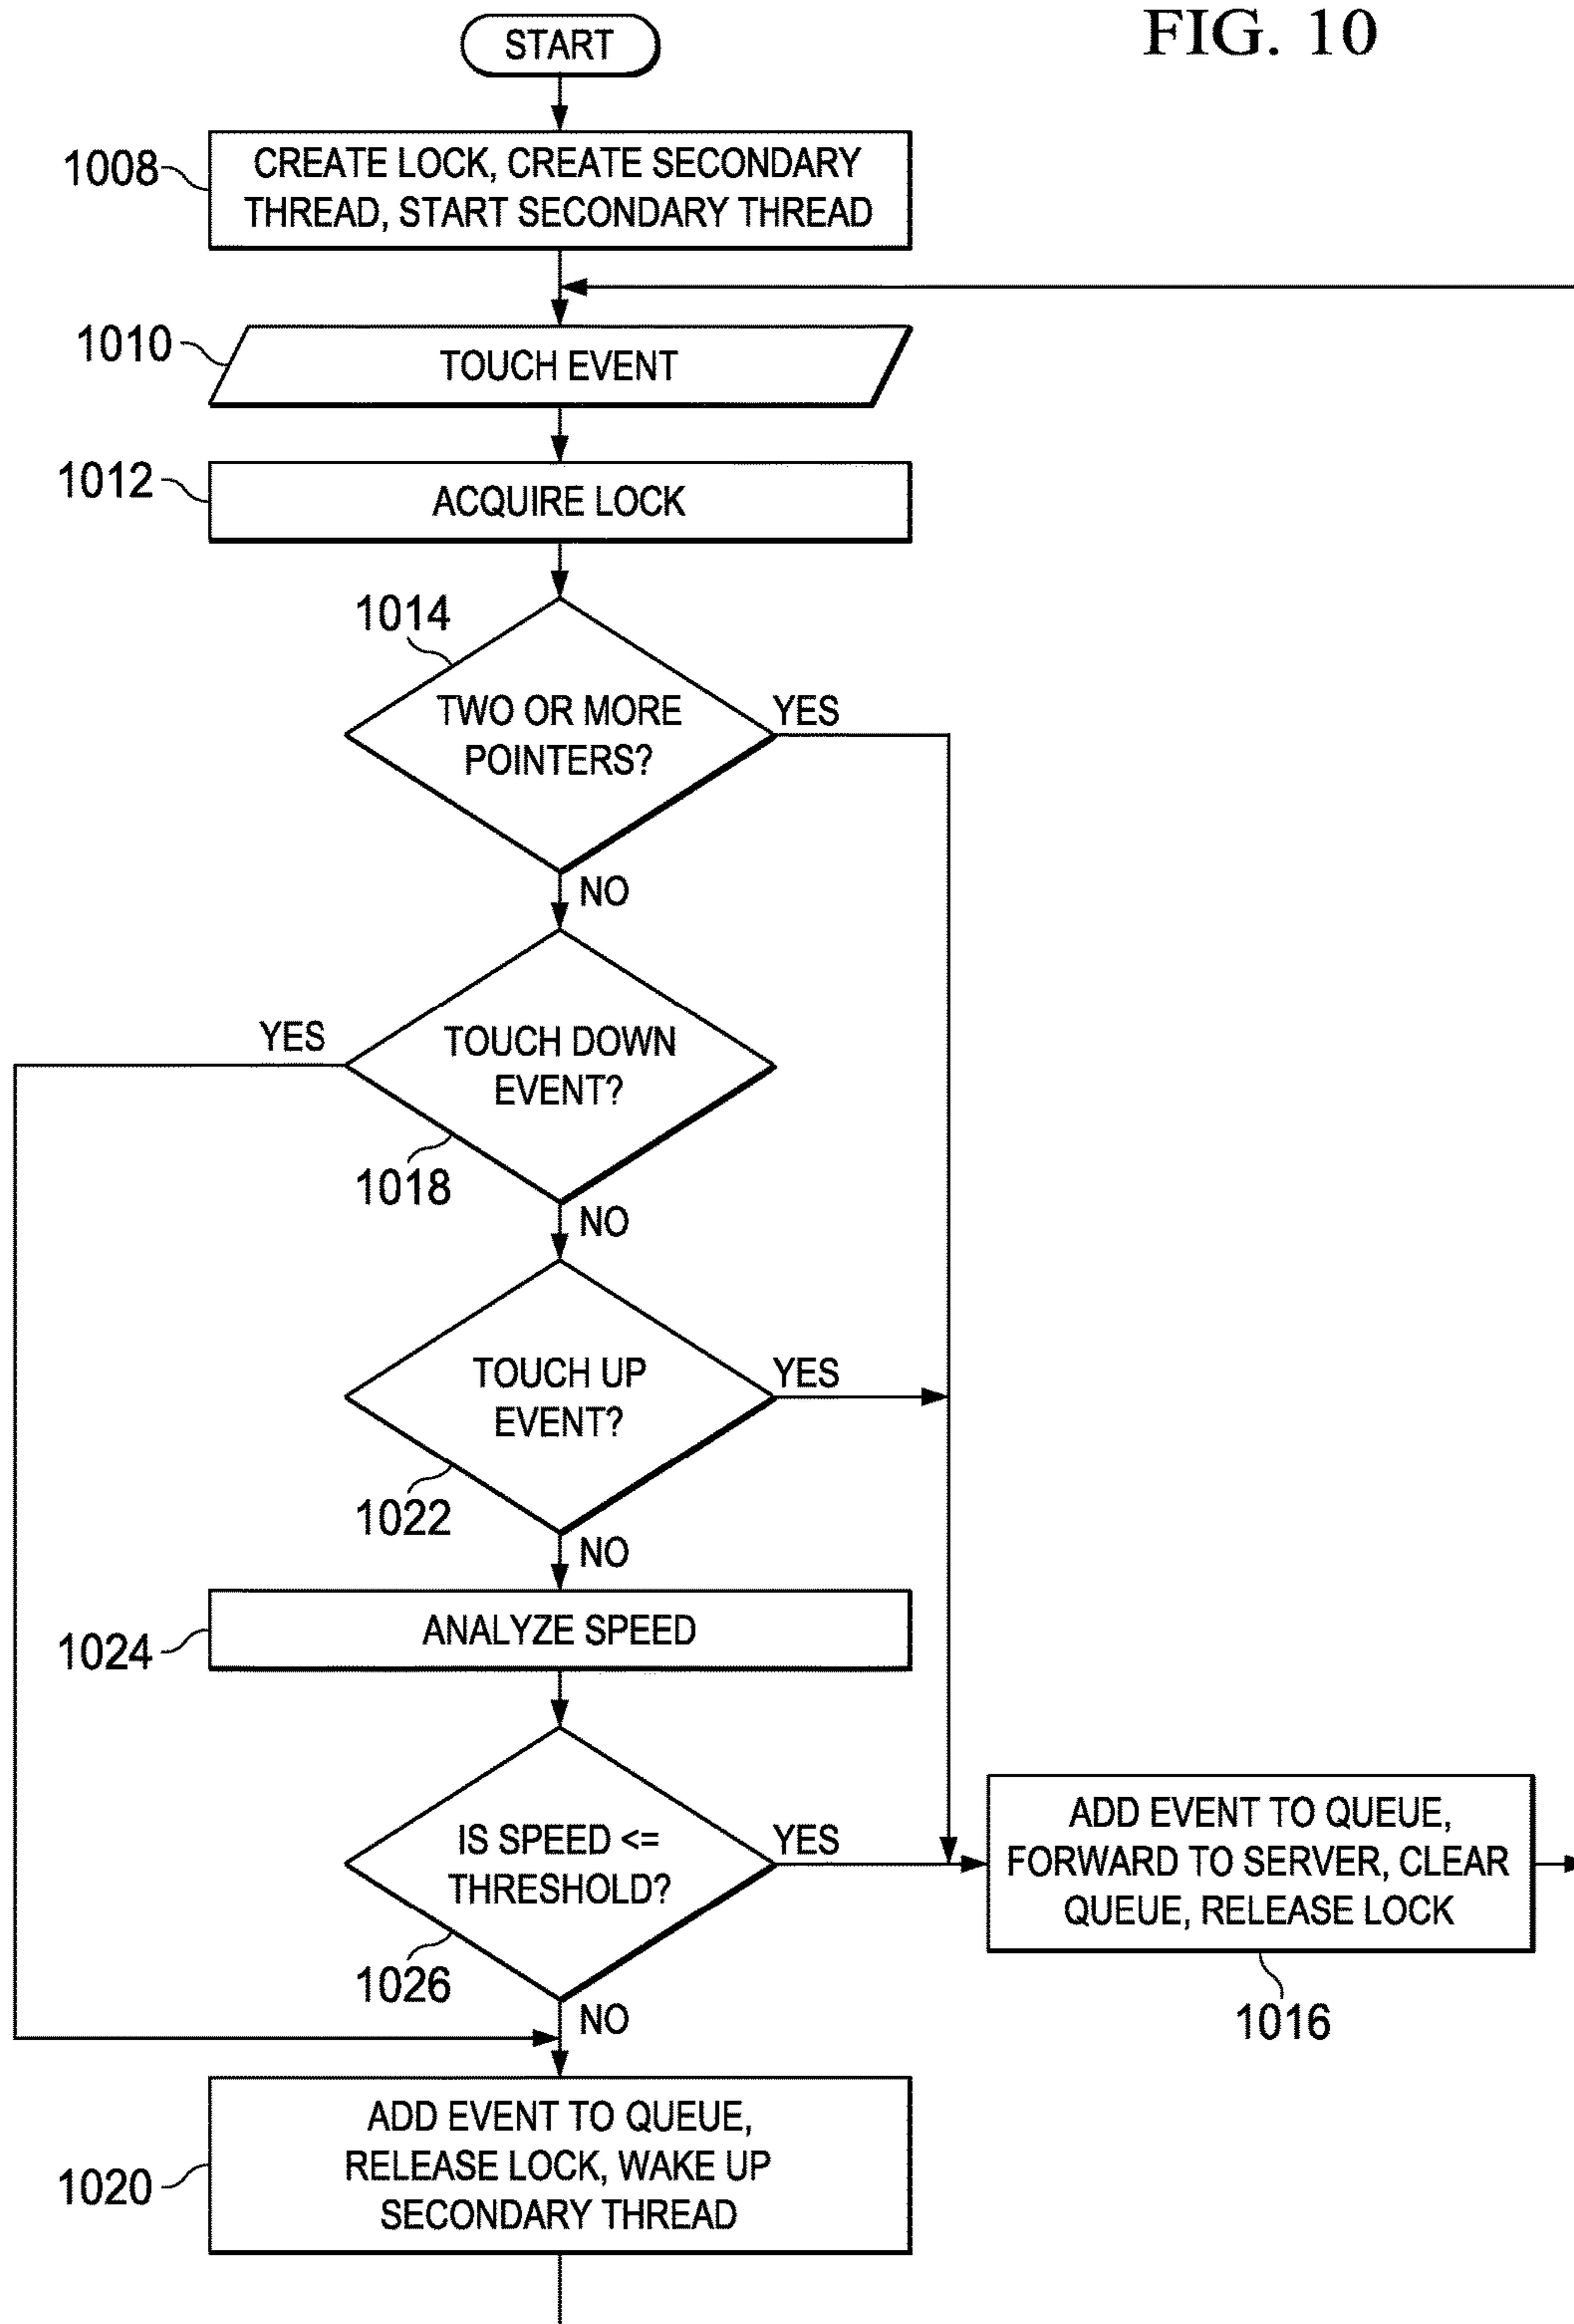 FIG. 10
START
1008
CREATE LOCK, CREATE SECONDARY
THREAD, START SECONDARY THREAD
1010
TOUCH EVENT
1012
ACQUIRE LOCK
1014
TWO OR MORE
POINTERS?
YES
NO
YES
TOUCH DOWN
EVENT?
1018
NO
TOUCH UP
EVENT?
YES
1022
NO
1024
ANALYZE SPEED
IS SPEED <=
THRESHOLD?
YES
1026
NO
ADD EVENT TO QUEUE,
FORWARD TO SERVER, CLEAR
QUEUE, RELEASE LOCK
1016
1020
ADD EVENT TO QUEUE,
RELEASE LOCK, WAKE UP
SECONDARY THREAD